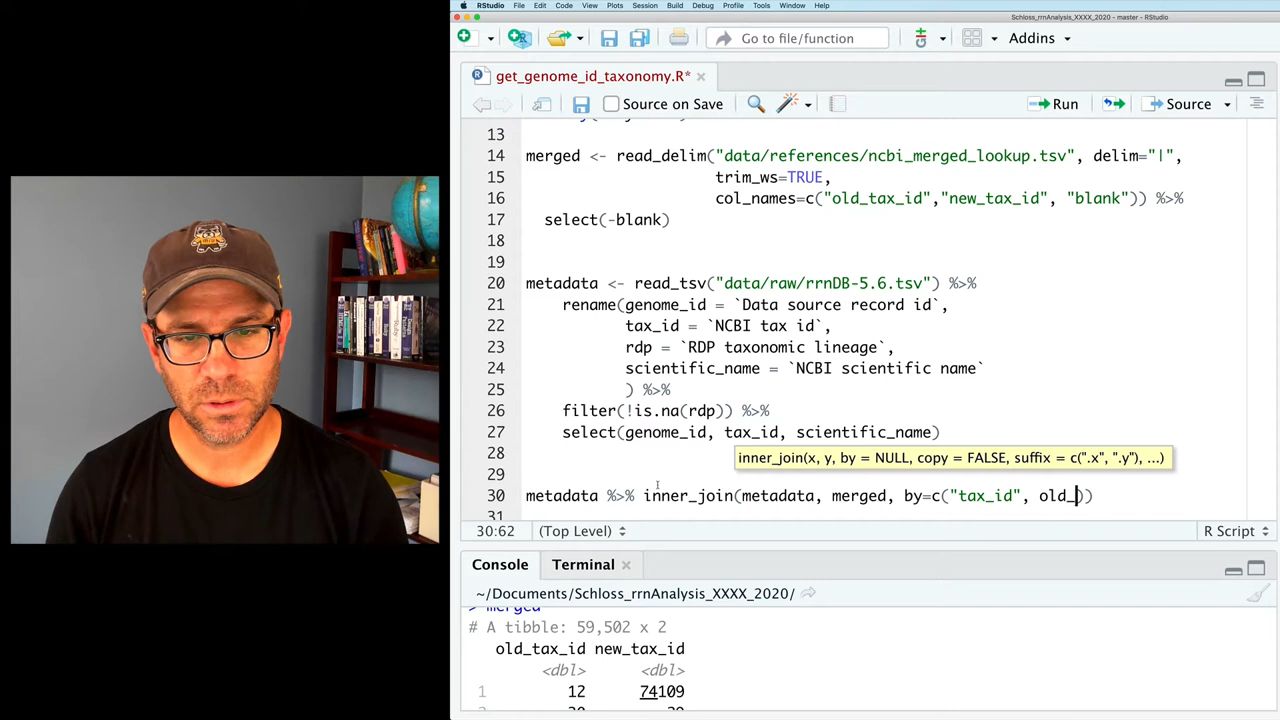 RStudio File Edit Code View Plots Session Build Debug Profile Tools Window Help
Schloss_rrnAnalysis_XXXX_2020 - master - RStudio
Go to file/function Addins
get_genome_id_taxonomy.R*
Source on Save Run Source
13
14 merged <- read_delim("data/references/ncbi_merged_lookup.tsv", delim="|",
15 trim_ws=TRUE,
16 col_names=c("old_tax_id","new_tax_id", "blank")) %>%
17 select(-blank)
18
19
20 metadata <- read_tsv("data/raw/rrnDB-5.6.tsv") %>%
21 rename(genome_id = `Data source record id`,
22 tax_id = `NCBI tax id`,
23 rdp = `RDP taxonomic lineage`,
24 scientific_name = `NCBI scientific name`
25 ) %>%
26 filter(!is.na(rdp)) %>%
27 select(genome_id, tax_id, scientific_name)
28 inner_join(x, y, by = NULL, copy = FALSE, suffix = c(".x", ".y"), ...)
29
30 metadata %>% inner_join(metadata, merged, by=c("tax_id", old_))
31
30:62 (Top Level) R Script
Console Terminal
~/Documents/Schloss_rrnAnalysis_XXXX_2020/
> merged
# A tibble: 59,502 x 2
old_tax_id new_tax_id
<dbl> <dbl>
1 12 74109